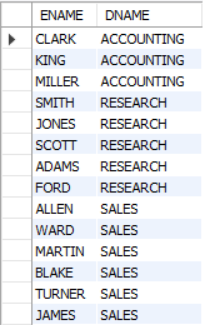 ENAME DNAME
CLARK ACCOUNTING
KING ACCOUNTING
MILLER ACCOUNTING
SMITH RESEARCH
JONES RESEARCH
SCOTT RESEARCH
ADAMS RESEARCH
FORD RESEARCH
ALLEN SALES
WARD SALES
MARTIN SALES
BLAKE SALES
TURNER SALES
JAMES SALES